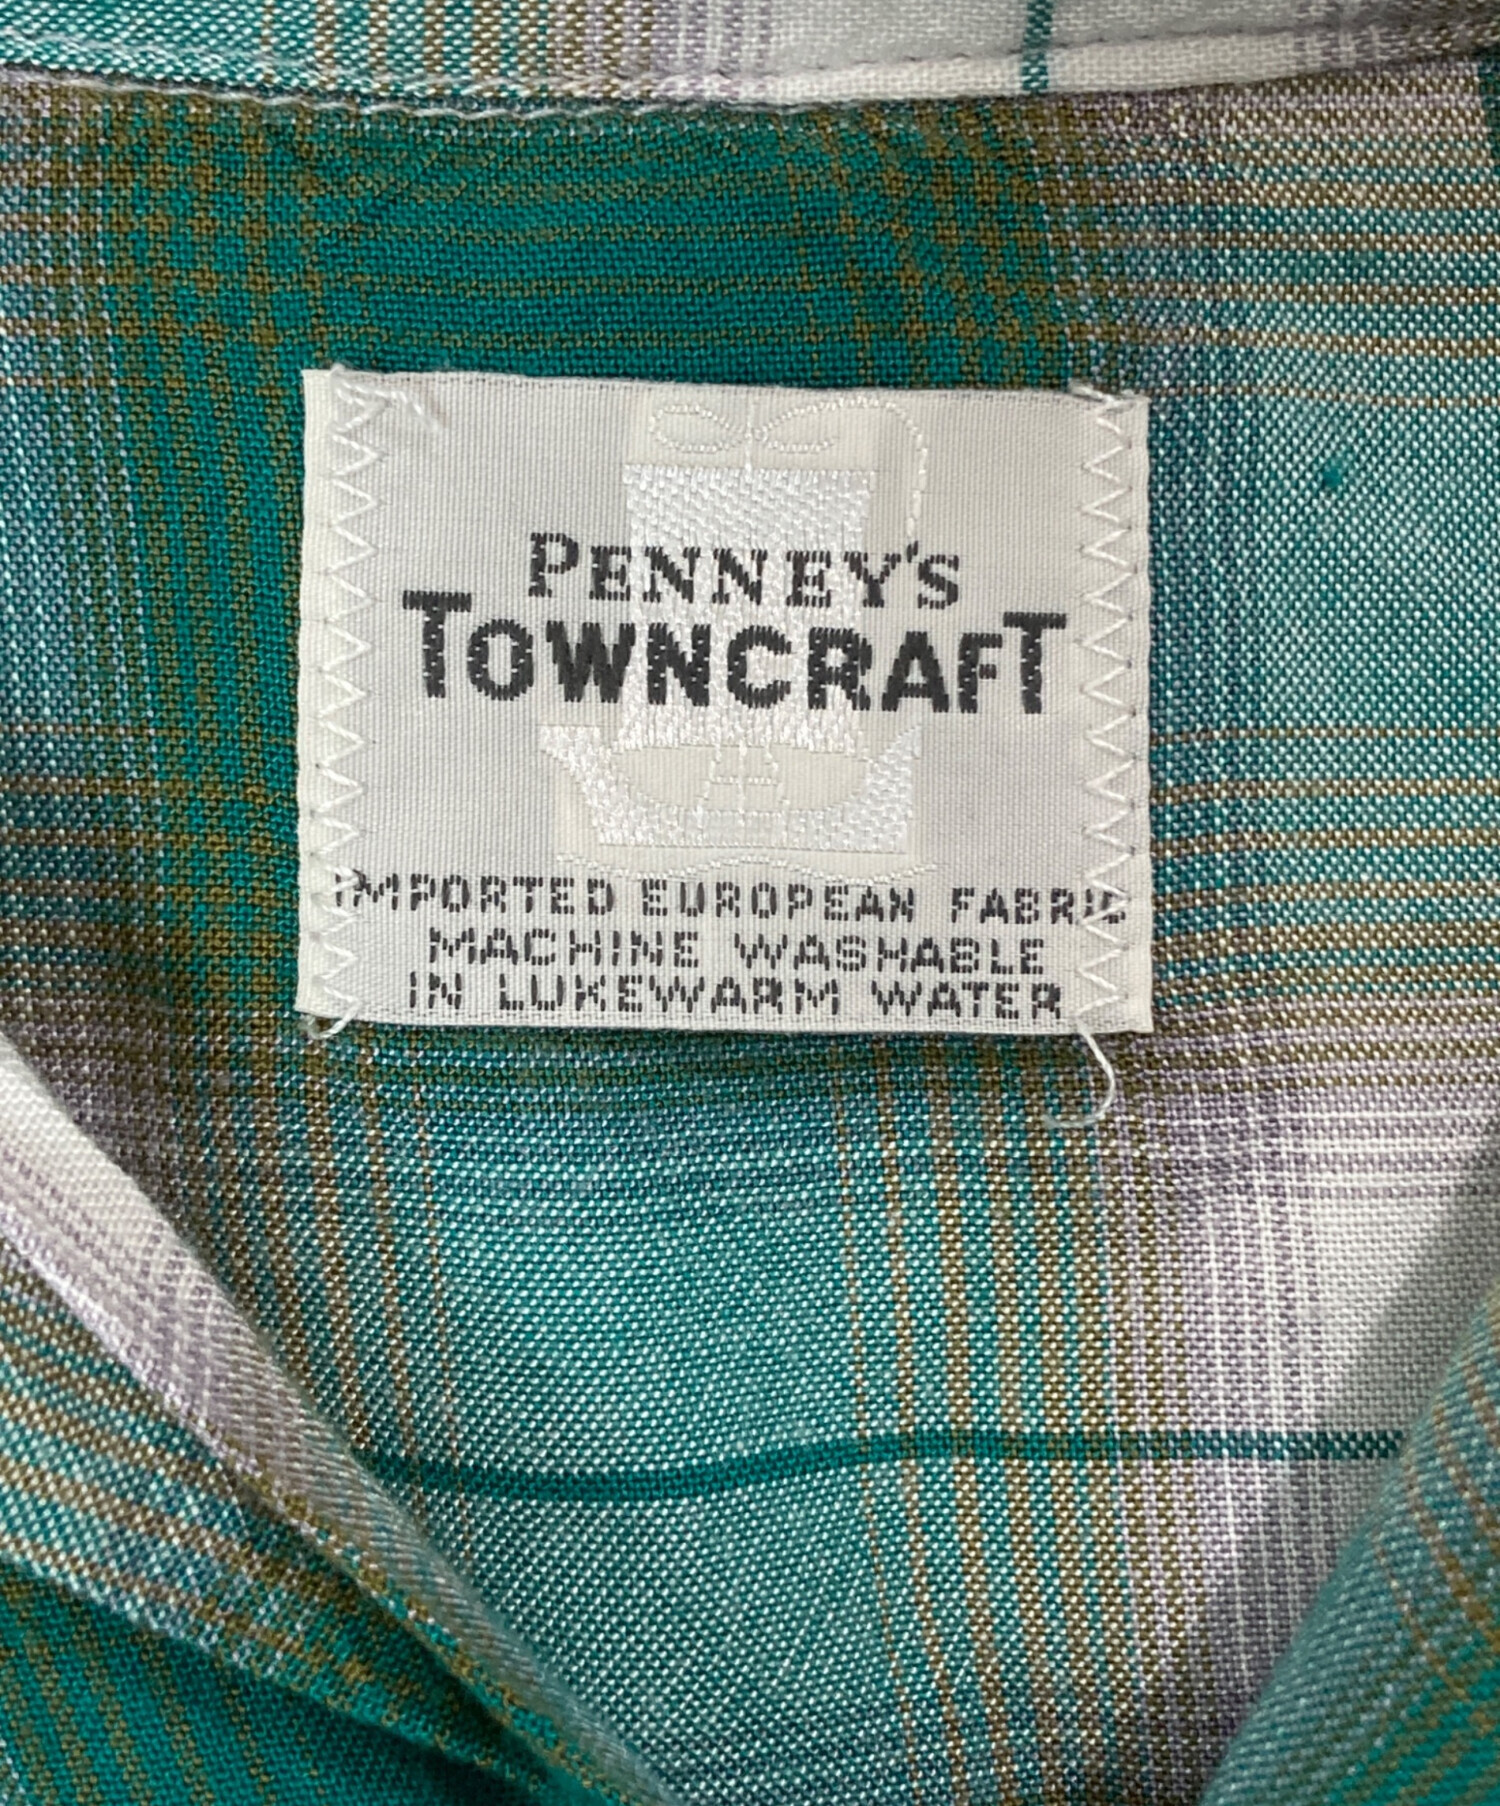 PENNEY'S
TOWNCRAFT
IMPORTED EUROPEAN FABRIC
MACHINE WASHABLE
IN LUKEWARM WATER